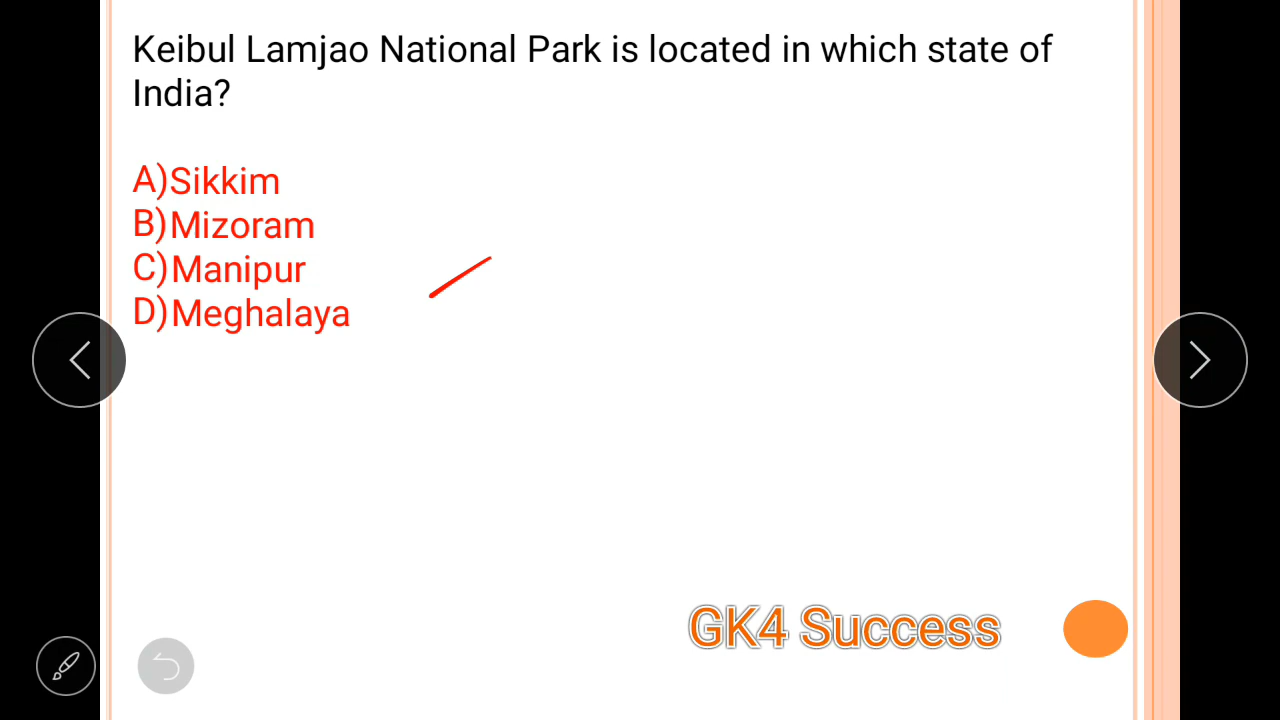 Keibul Lamjao National Park is located in which state of
India?
A)Sikkim
B)Mizoram
C)Manipur
D)Meghalaya
GK4 Success